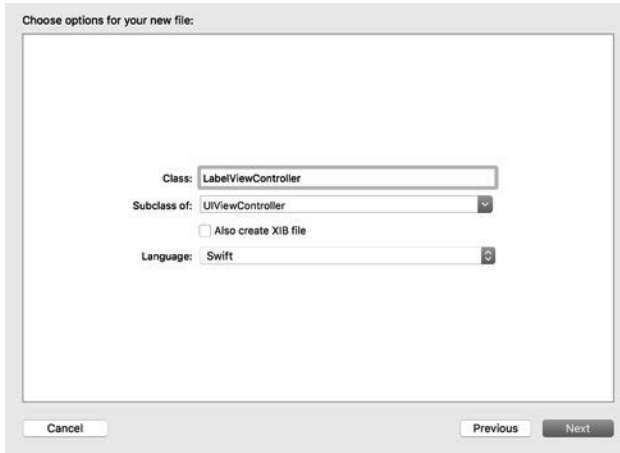 Choose options for your new file:
Class: LabelViewController
Subclass of: UIViewController
Also create XIB file
Language: Swift
Cancel Previous Next